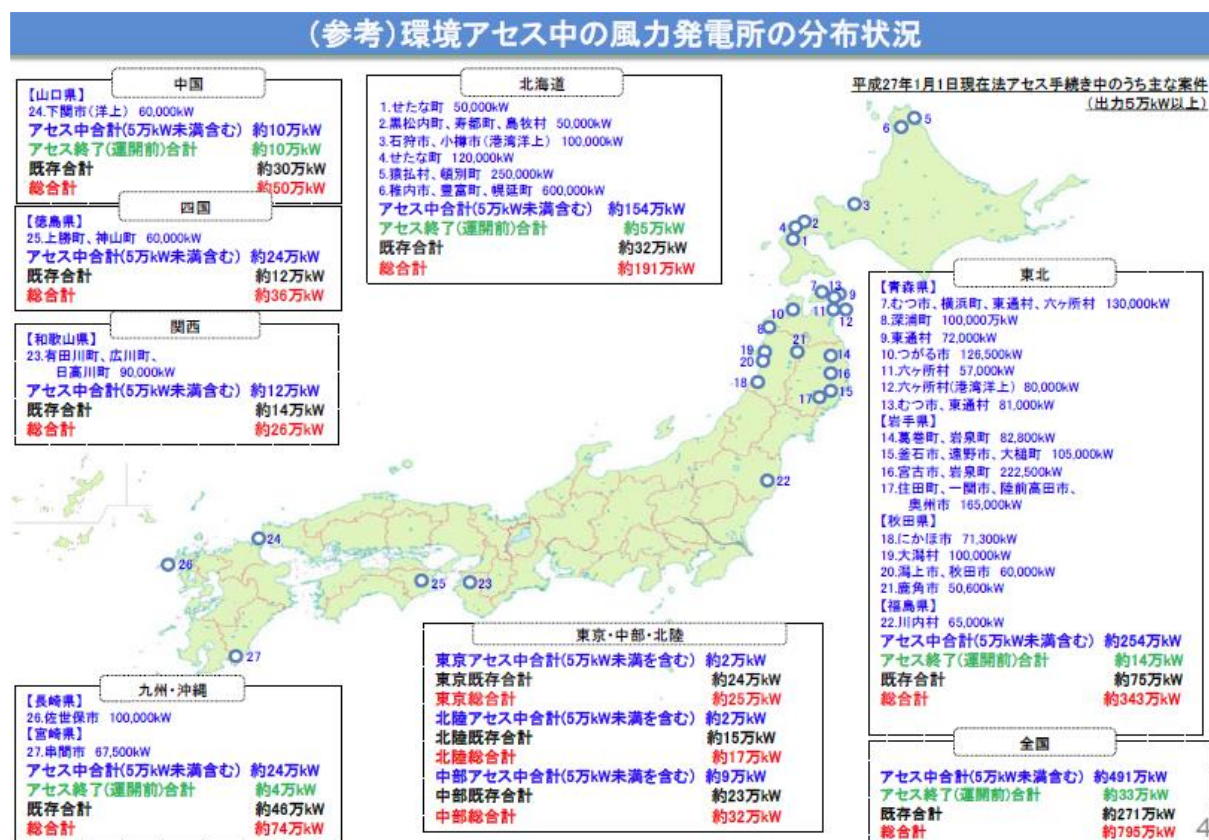 (参考)環境アセス中の風力発電所の分布状況
平成27年1月1日現在法アセス手続き中のうち主な案件
(出力5万kW以上)
中国
【山口県】
24.下関市(洋上) 60,000kW
アセス中合計(5万kW未満含む) 約10万kW
アセス終了(運開前)合計 約10万kW
既存合計 約30万kW
総合計 約50万kW
四国
【徳島県】
25.上勝町、神山町 60,000kW
アセス中合計(5万kW未満含む) 約24万kW
既存合計 約12万kW
総合計 約36万kW
関西
【和歌山県】
23.有田川町、広川町、
日高川町 90,000kW
アセス中合計(5万kW未満含む) 約12万kW
既存合計 約14万kW
総合計 約26万kW
北海道
1.せたな町 50,000kW
2.黒松内町、寿都町、島牧村 50,000kW
3.石狩市、小樽市(港湾洋上) 100,000kW
4.せたな町 120,000kW
5.猿払村、頓別町 250,000kW
6.稚内市、豊富町、幌延町 600,000kW
アセス中合計(5万kW未満含む) 約154万kW
アセス終了(運開前)合計 約5万kW
既存合計 約32万kW
総合計 約191万kW
東北
【青森県】
7.むつ市、横浜町、東通村、六ヶ所村 130,000kW
8.深浦町 100,000万kW
9.東通村 72,000kW
10.つがる市 126,500kW
11.六ヶ所村 57,000kW
12.六ヶ所村(港湾洋上) 80,000kW
13.むつ市、東通村 81,000kW
【岩手県】
14.葛巻町、岩泉町 82,800kW
15.釜石市、遠野市、大槌町 105,000kW
16.宮古市、岩泉町 222,500kW
17.住田町、一関市、陸前高田市、
奥州市 165,000kW
【秋田県】
18.にかほ市 71,300kW
19.大潟村 100,000kW
20.潟上市、秋田市 60,000kW
21.鹿角市 50,600kW
【福島県】
22.川内村 65,000kW
アセス中合計(5万kW未満含む) 約254万kW
アセス終了(運開前)合計 約14万kW
既存合計 約75万kW
総合計 約343万kW
6
5
3
2
4
1
7
13
9
10
11
12
8
21
19
20
14
18
16
15
17
22
24
26
25
23
27
九州・沖縄
【長崎県】
26.佐世保市 100,000kW
【宮崎県】
27.串間市 67,500kW
アセス中合計(5万kW未満含む) 約24万kW
アセス終了(運開前)合計 約4万kW
既存合計 約46万kW
総合計 約74万kW
東京・中部・北陸
東京アセス中合計(5万kW未満を含む) 約2万kW
東京既存合計 約24万kW
東京総合計 約25万kW
北陸アセス中合計(5万kW未満を含む) 約2万kW
北陸既存合計 約15万kW
北陸総合計 約17万kW
中部アセス中合計(5万kW未満を含む) 約9万kW
中部既存合計 約23万kW
中部総合計 約32万kW
全国
アセス中合計(5万kW未満含む) 約491万kW
アセス終了(運開前)合計 約33万kW
既存合計 約271万kW
総合計 約795万kW
4